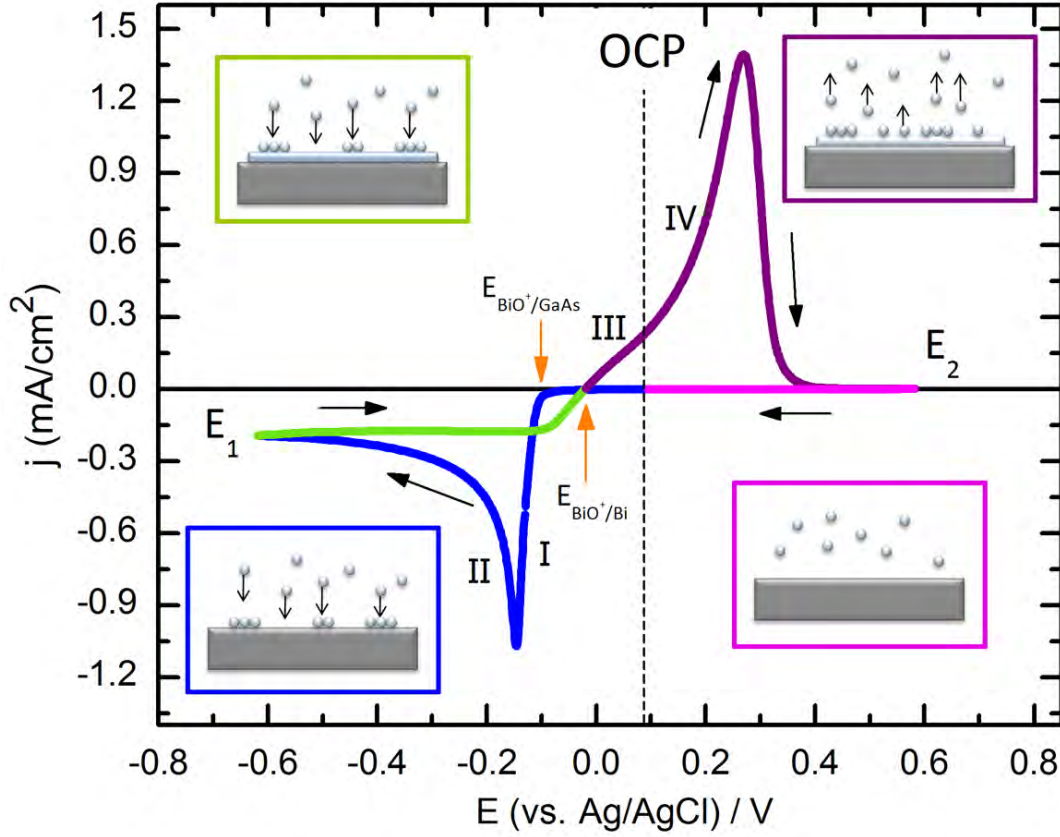 OCP
1.5
1.2
0.9
0.6
0.3
0.0
-0.3
-0.6
-0.9
-1.2
j (mA/cm²)
IV
III
E_BiO⁺/GaAs
E₂
E₁
E_BiO⁺/Bi
II
I
-0.8
-0.6
-0.4
-0.2
0.0
0.2
0.4
0.6
0.8
E (vs. Ag/AgCl) / V